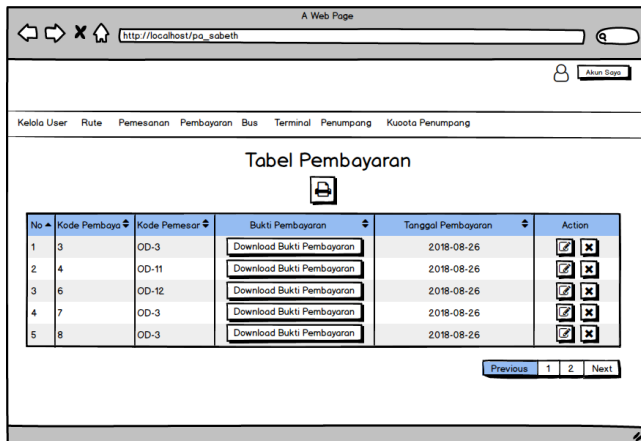 A Web Page
http://localhost/pa_sabeth
Akun Saya
Kelola User Rute Pemesanan Pembayaran Bus Terminal Penumpang Kuoota Penumpang
Tabel Pembayaran
No Kode Pembaya Kode Pemesar Bukti Pembayaran Tanggal Pembayaran Action
1 3 OD-3 Download Bukti Pembayaran 2018-08-26
2 4 OD-11 Download Bukti Pembayaran 2018-08-26
3 6 OD-12 Download Bukti Pembayaran 2018-08-26
4 7 OD-3 Download Bukti Pembayaran 2018-08-26
5 8 OD-3 Download Bukti Pembayaran 2018-08-26
Previous 1 2 Next